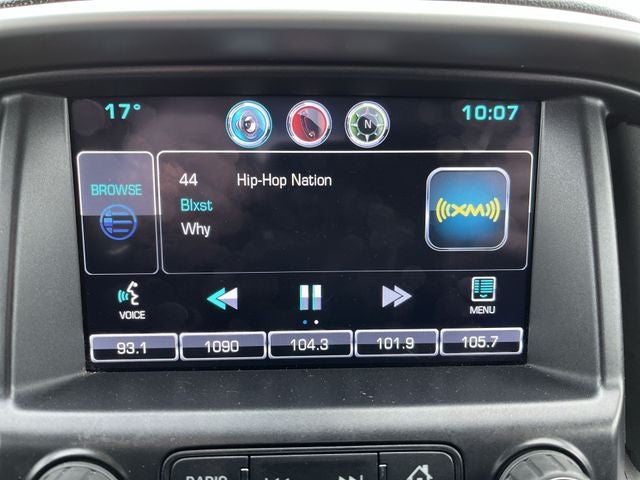 17° 10:07
N
BROWSE
44 Hip-Hop Nation
Blxst
Why
((XM))
VOICE
MENU
93.1 1090 104.3 101.9 105.7
RADIO